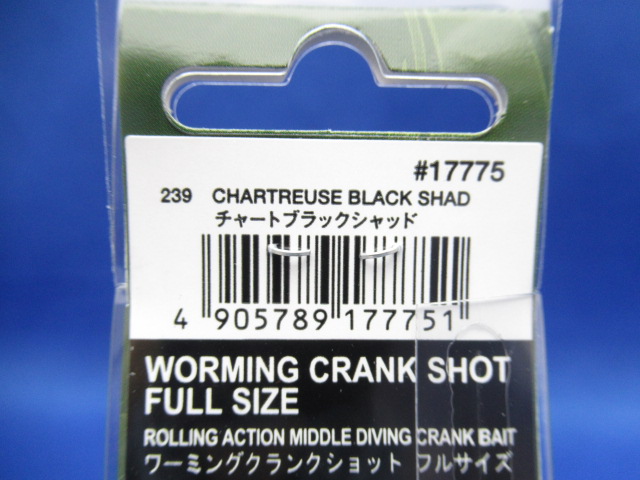 #17775
239 CHARTREUSE BLACK SHAD
チャートブラックシャッド
4 905789 177751
WORMING CRANK SHOT
FULL SIZE
ROLLING ACTION MIDDLE DIVING CRANK BAIT
ワーミングクランクショット フルサイズ